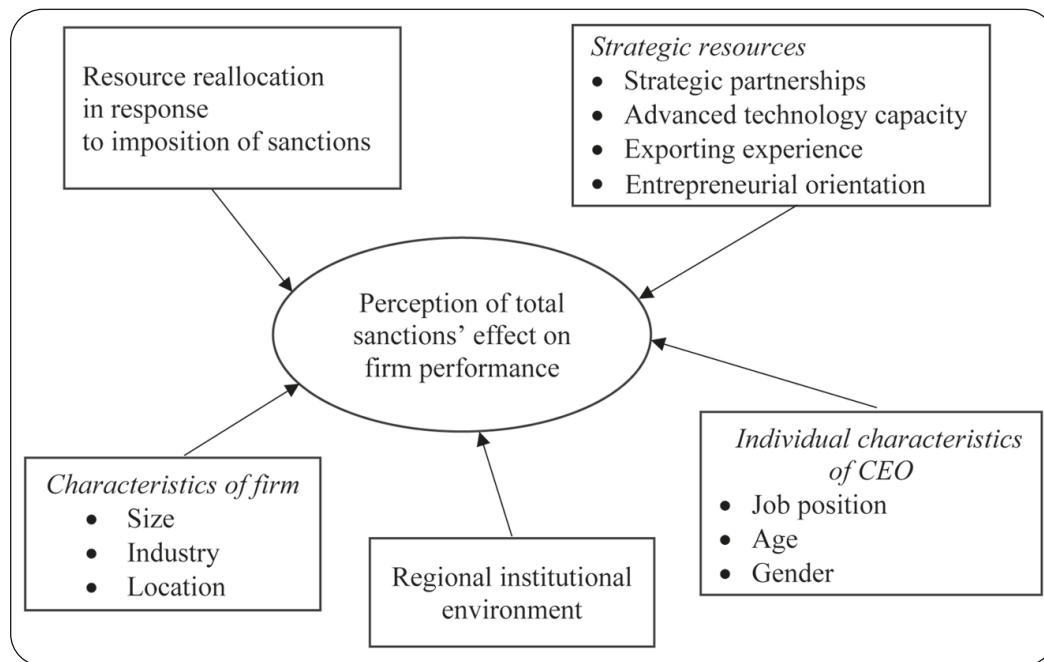 Resource reallocation
in response
to imposition of sanctions
Strategic resources
• Strategic partnerships
• Advanced technology capacity
• Exporting experience
• Entrepreneurial orientation
Perception of total
sanctions’ effect on
firm performance
Characteristics of firm
• Size
• Industry
• Location
Regional institutional
environment
Individual characteristics
of CEO
• Job position
• Age
• Gender